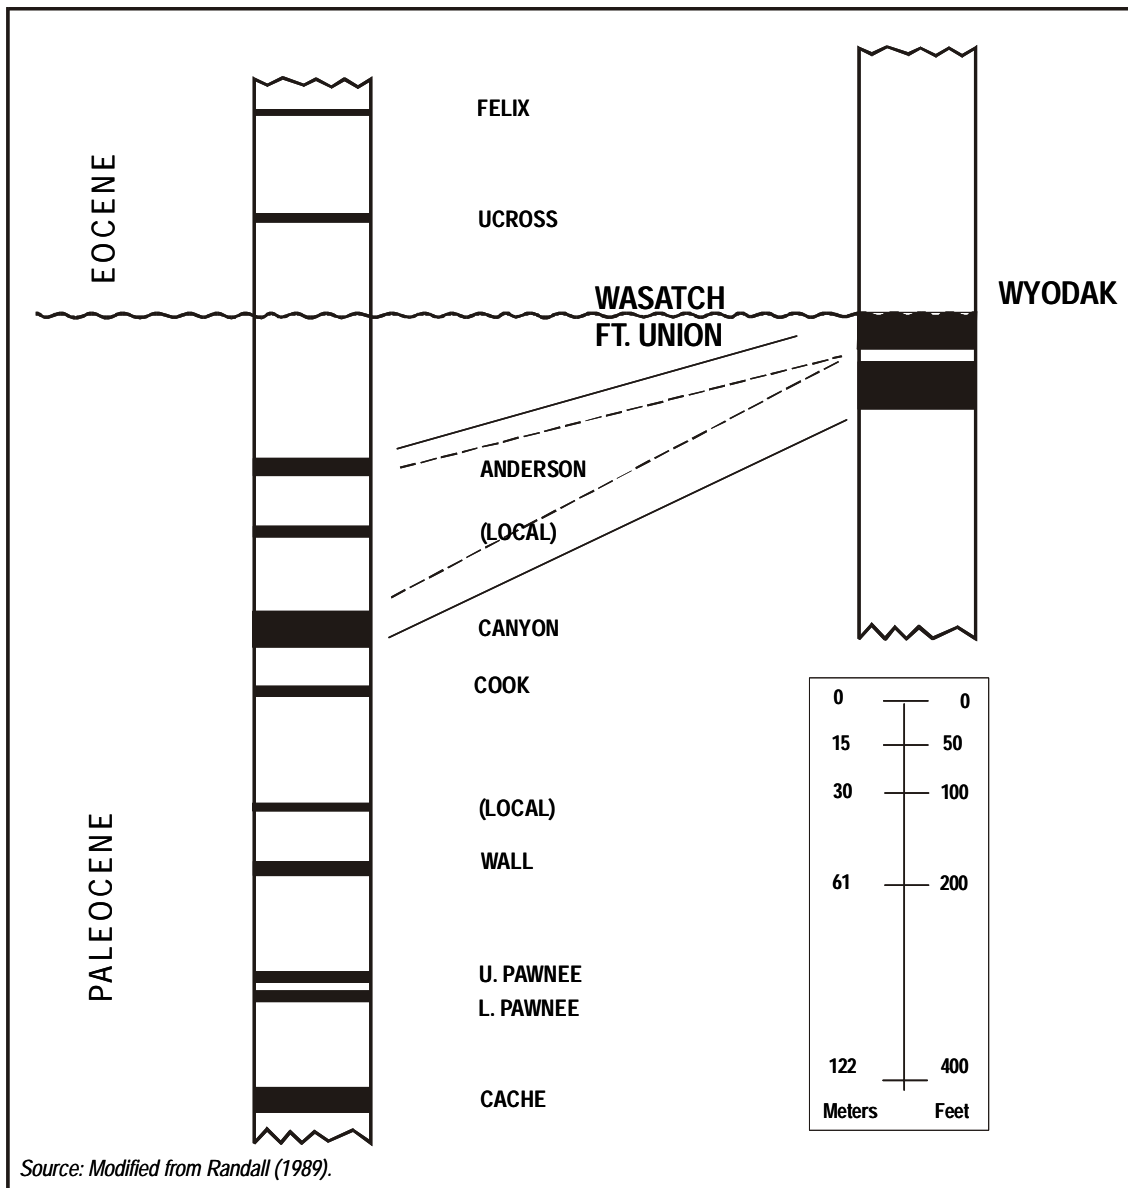 EOCENE
FELIX
UCROSS
WASATCH
FT. UNION
WYODAK
ANDERSON
(LOCAL)
CANYON
COOK
PALEOCENE
(LOCAL)
WALL
U. PAWNEE
L. PAWNEE
CACHE
0 0
15 50
30 100
61 200
122 400
Meters Feet
Source: Modified from Randall (1989).